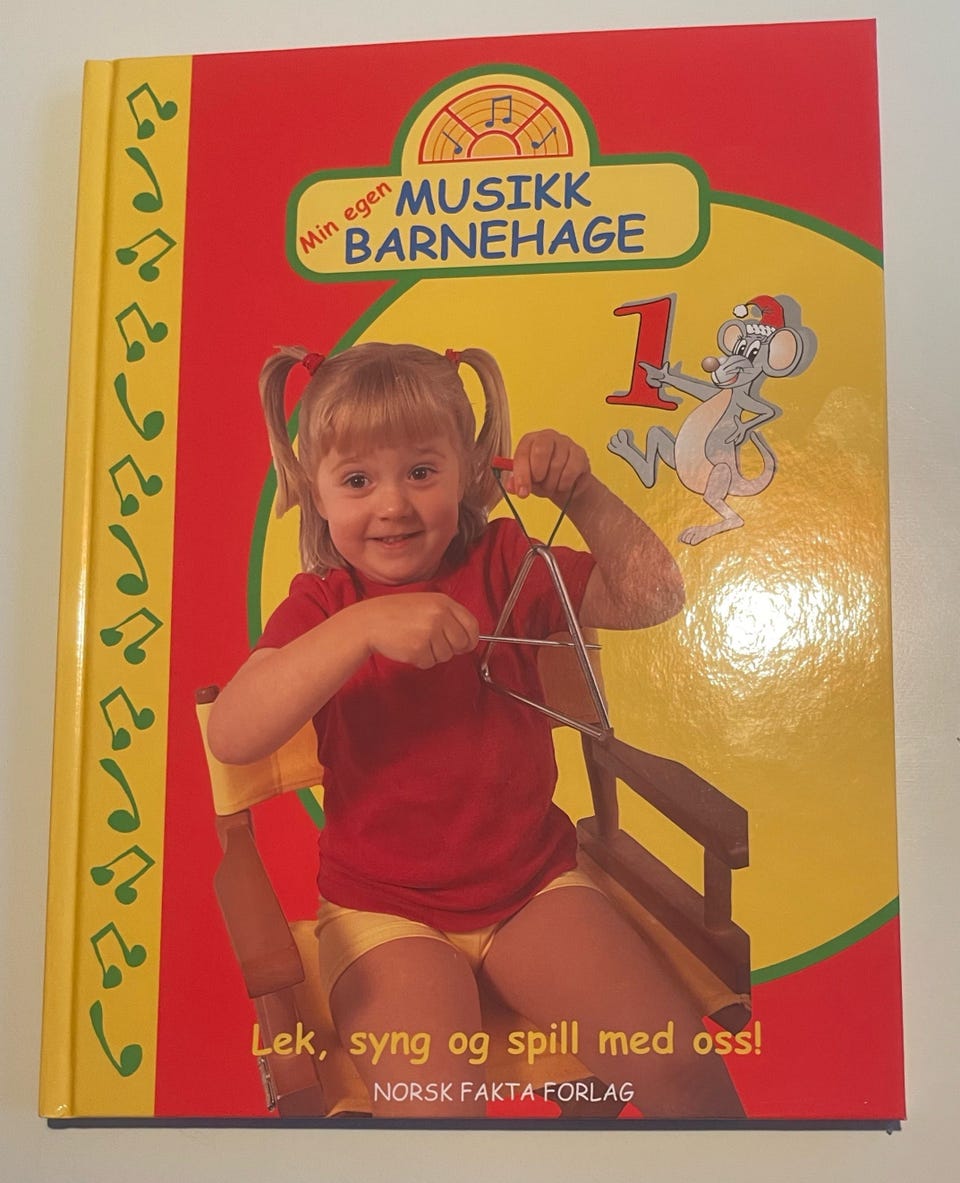 Min egen
MUSIKK
BARNEHAGE
1
Lek, syng og spill med oss!
NORSK FAKTA FORLAG